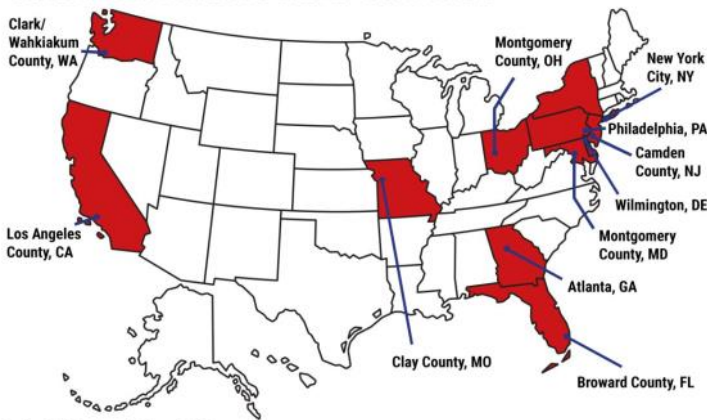 Clark/
Wahkiakum
County, WA
Montgomery
County, OH
New York
City, NY
Philadelphia, PA
Camden
County, NJ
Wilmington, DE
Montgomery
County, MD
Los Angeles
County, CA
Atlanta, GA
Clay County, MO
Broward County, FL